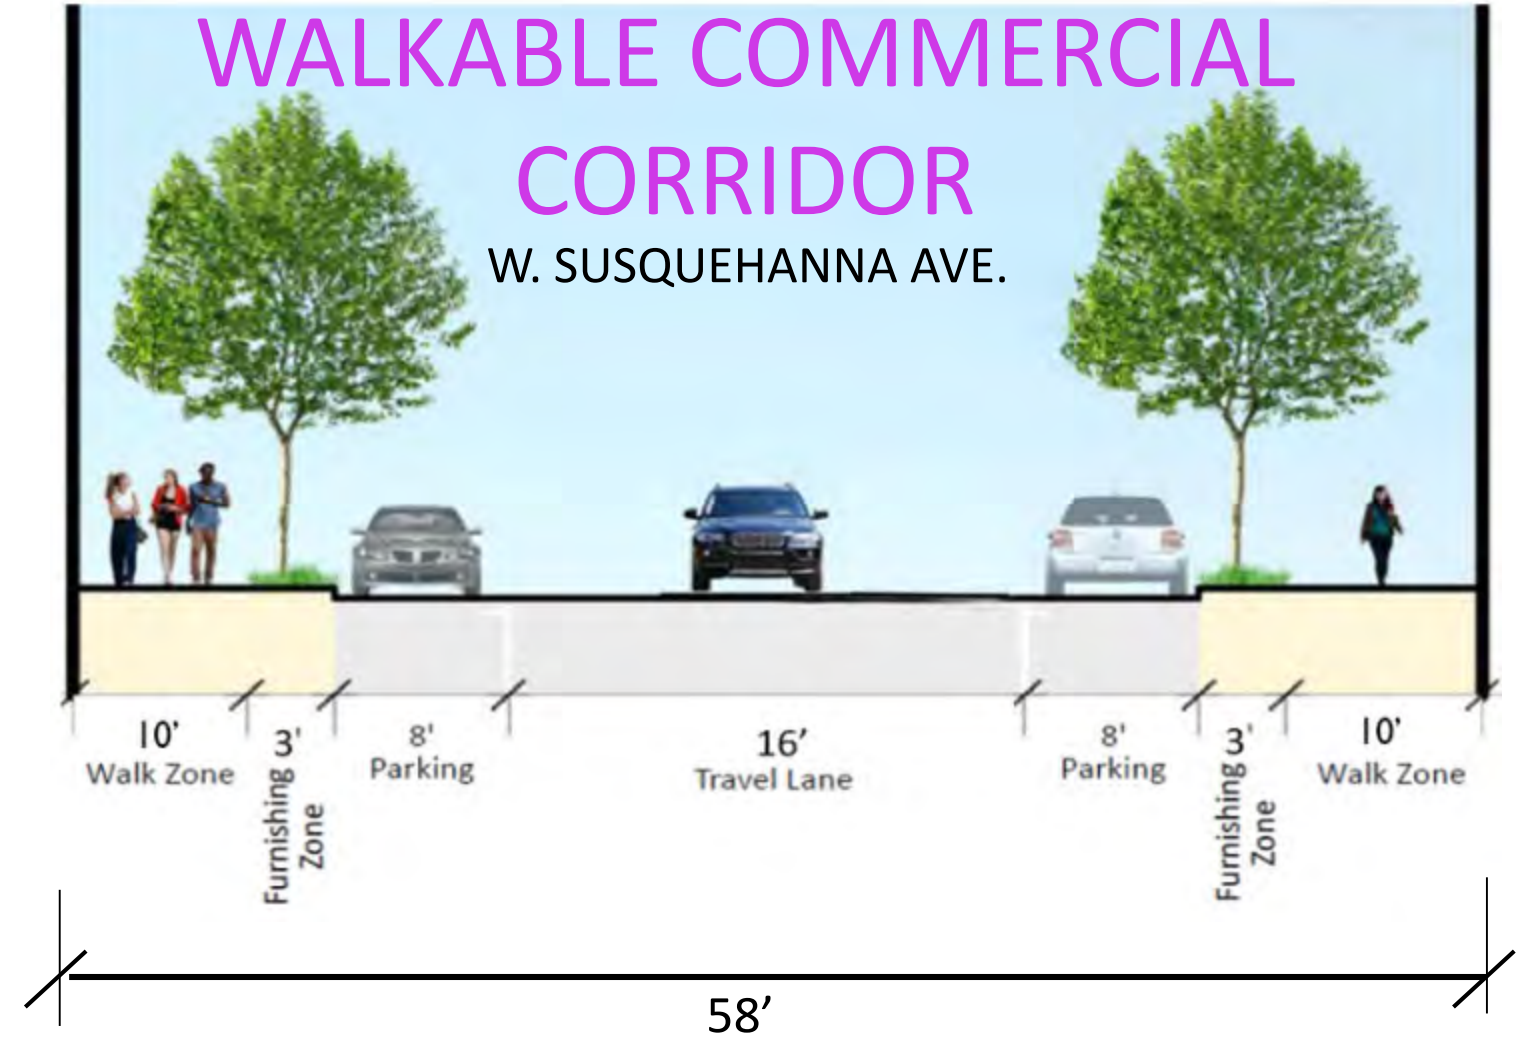 WALKABLE COMMERCIAL
CORRIDOR
W. SUSQUEHANNA AVE.
10'
Walk Zone
3'
Furnishing
Zone
8'
Parking
16’
Travel Lane
8'
Parking
3'
Furnishing
Zone
10'
Walk Zone
58’